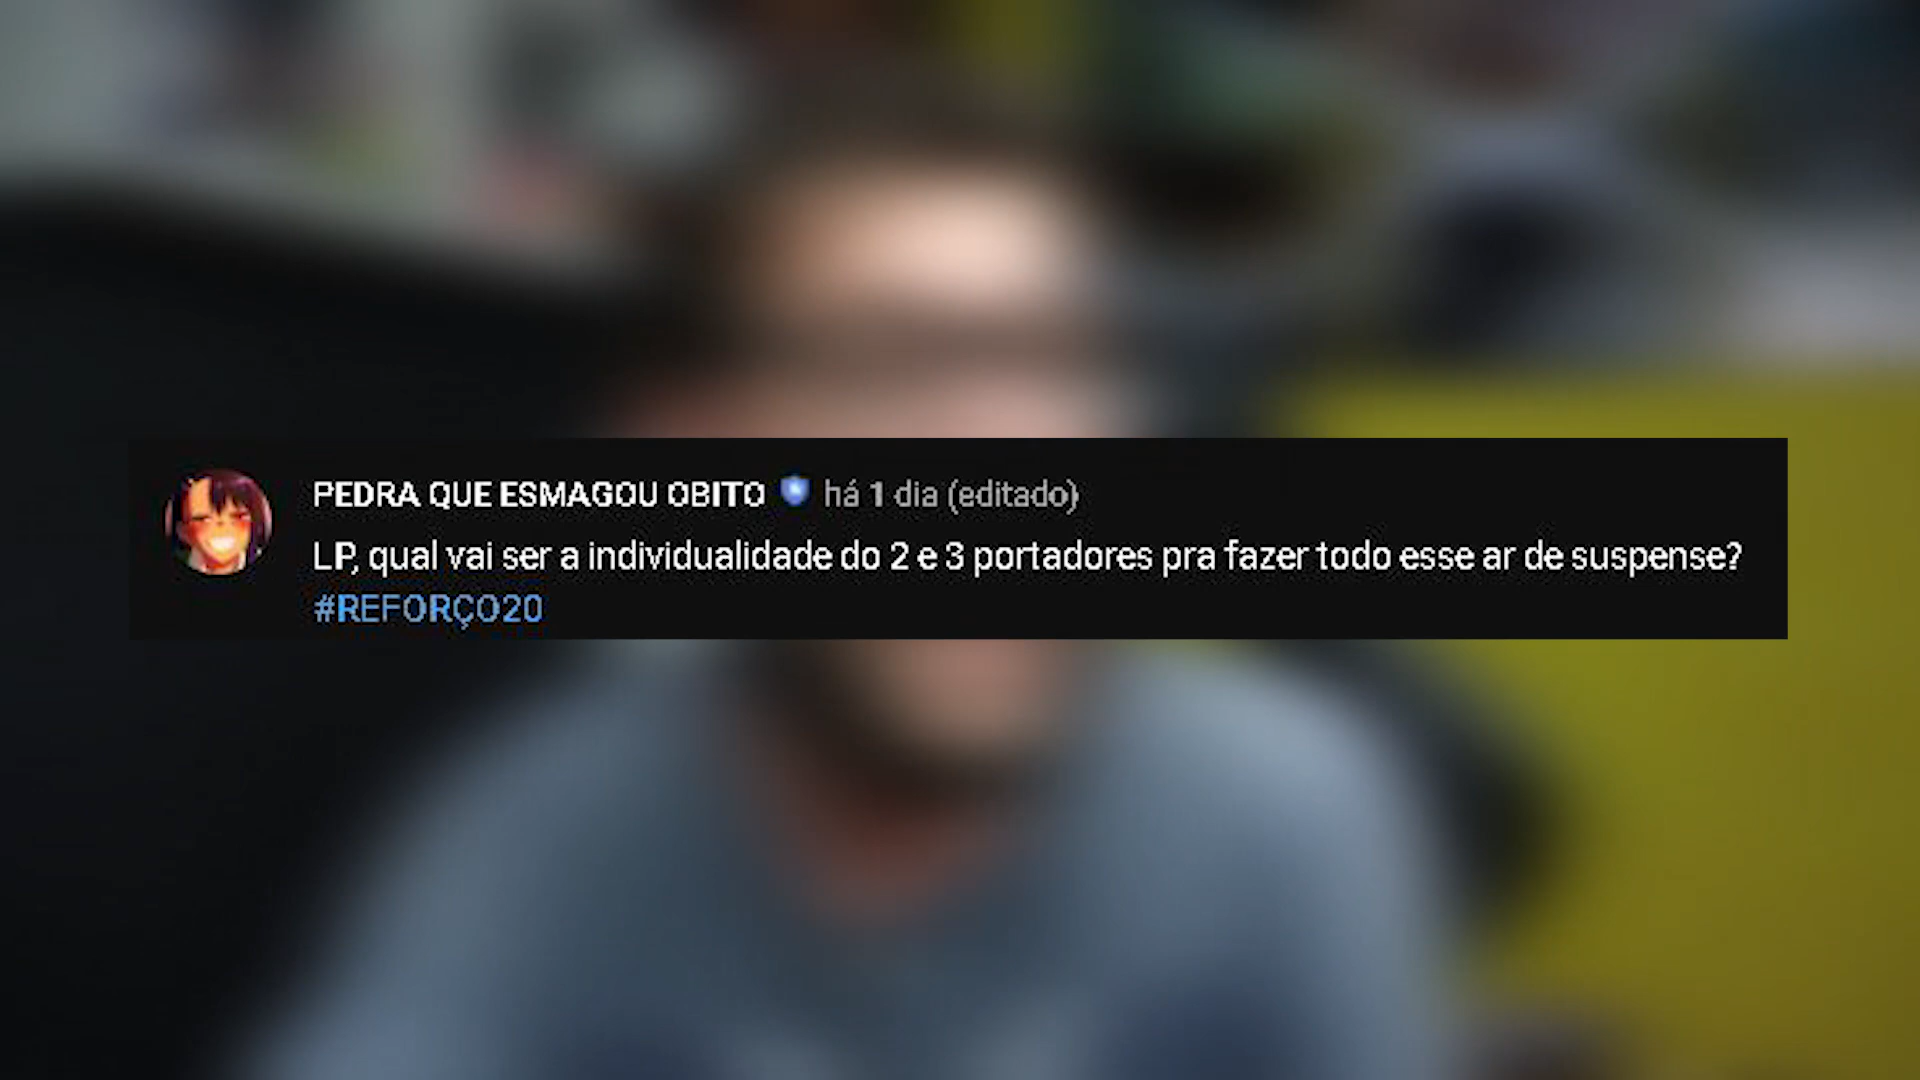 PEDRA QUE ESMAGOU OBITO há 1 dia (editado)
LP, qual vai ser a individualidade do 2 e 3 portadores pra fazer todo esse ar de suspense?
#REFORÇO20